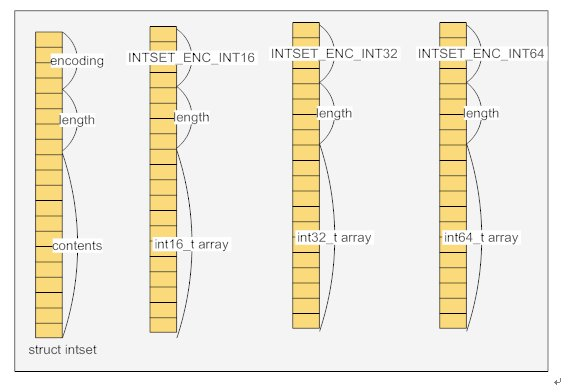 encoding
length
contents
struct intset
INTSET_ENC_INT16
length
int16_t array
INTSET_ENC_INT32
length
int32_t array
INTSET_ENC_INT64
length
int64_t array